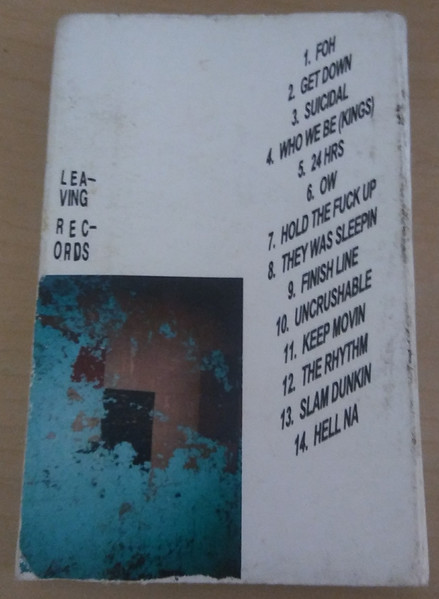 LEA-
VING
REC-
ORDS
1. FOH
2. GET DOWN
3. SUICIDAL
4. WHO WE BE (KINGS)
5. 24 HRS
6. OW
7. HOLD THE FUCK UP
8. THEY WAS SLEEPIN
9. FINISH LINE
10. UNCRUSHABLE
11. KEEP MOVIN
12. THE RHYTHM
13. SLAM DUNKIN
14. HELL NA